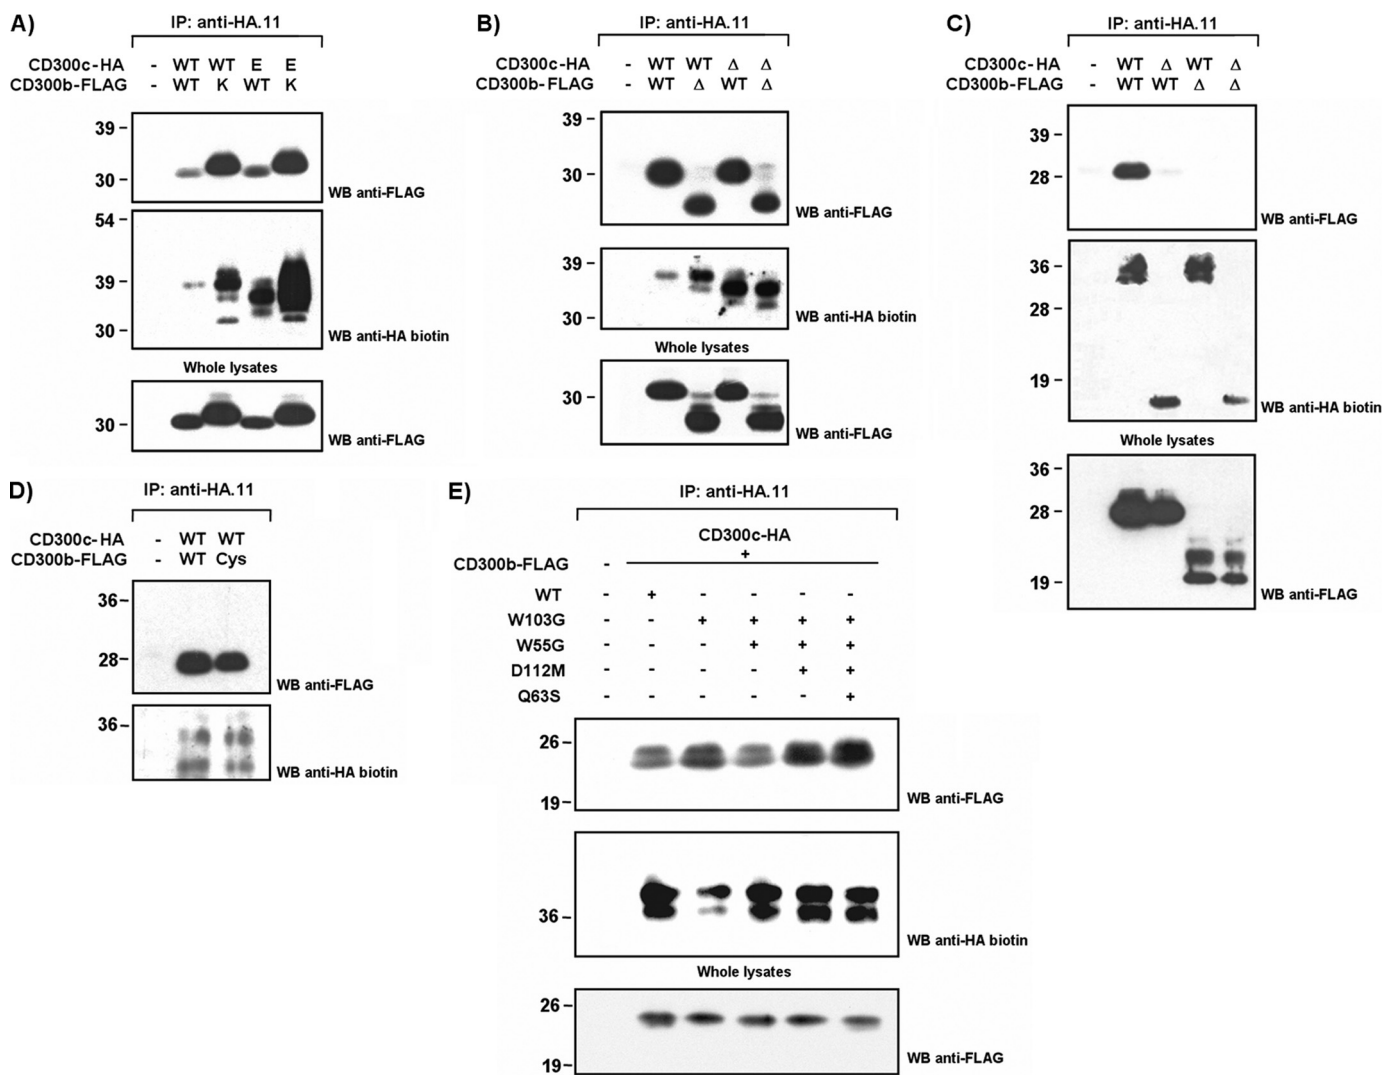 A)
IP: anti-HA.11
CD300c-HA - WT WT E E
CD300b-FLAG - WT K WT K
39
30
WB anti-FLAG
54
39
30
WB anti-HA biotin
Whole lysates
30
WB anti-FLAG
B)
IP: anti-HA.11
CD300c-HA WT WT Δ Δ
CD300b-FLAG - WT Δ WT Δ
39
30
WB anti-FLAG
39
30
WB anti-HA biotin
Whole lysates
30
WB anti-FLAG
C)
IP: anti-HA.11
CD300c-HA - WT Δ WT Δ
CD300b-FLAG - WT WT Δ Δ
39
28
WB anti-FLAG
36
28
19
WB anti-HA biotin
Whole lysates
36
28
19
WB anti-FLAG
D)
IP: anti-HA.11
CD300c-HA - WT WT
CD300b-FLAG - WT Cys
36
28
WB anti-FLAG
36
WB anti-HA biotin
E)
IP: anti-HA.11
CD300c-HA
+
CD300b-FLAG -
WT - + - - - -
W103G - - + + + +
W55G - - - + + +
D112M - - - - + +
Q63S - - - - - +
26
19
WB anti-FLAG
36
WB anti-HA biotin
Whole lysates
26
19
WB anti-FLAG